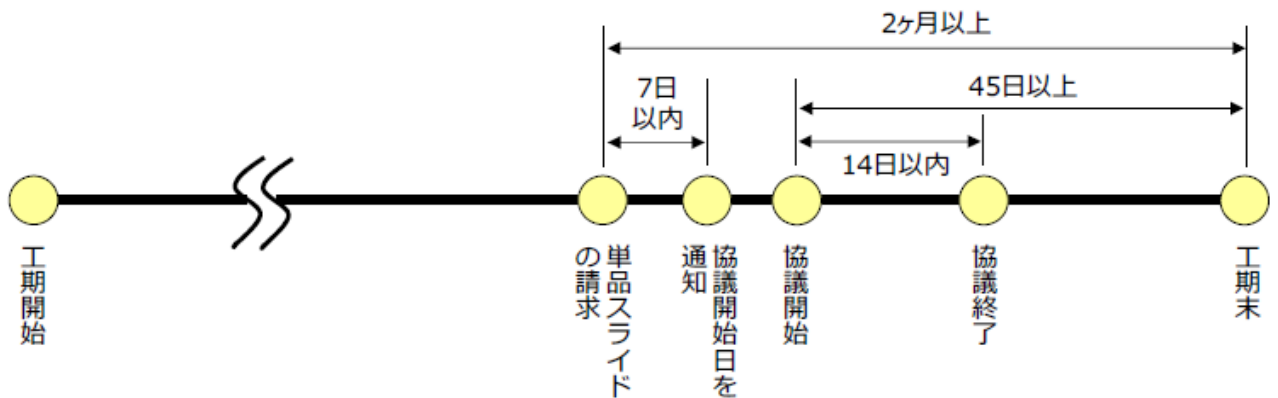 2ヶ月以上
7日
以内
45日以上
14日以内
工期開始
単品スライド
の請求
協議開始日を
通知
協議開始
協議終了
工期末